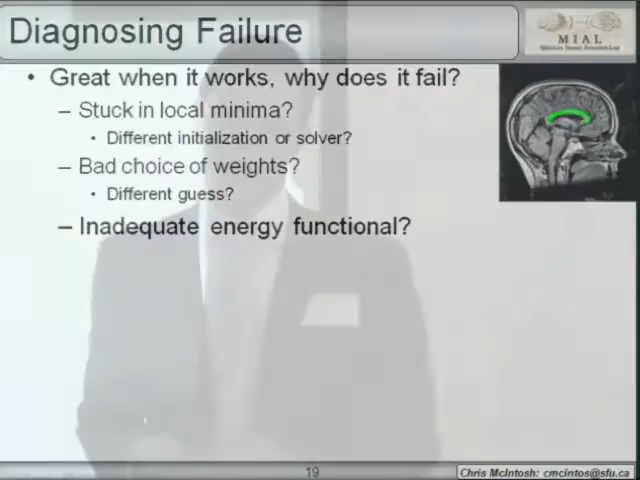 Diagnosing Failure
MIAL
• Great when it works, why does it fail?
– Stuck in local minima?
• Different initialization or solver?
– Bad choice of weights?
• Different guess?
– Inadequate energy functional?
19
Chris McIntosh: cmcintos@sfu.ca